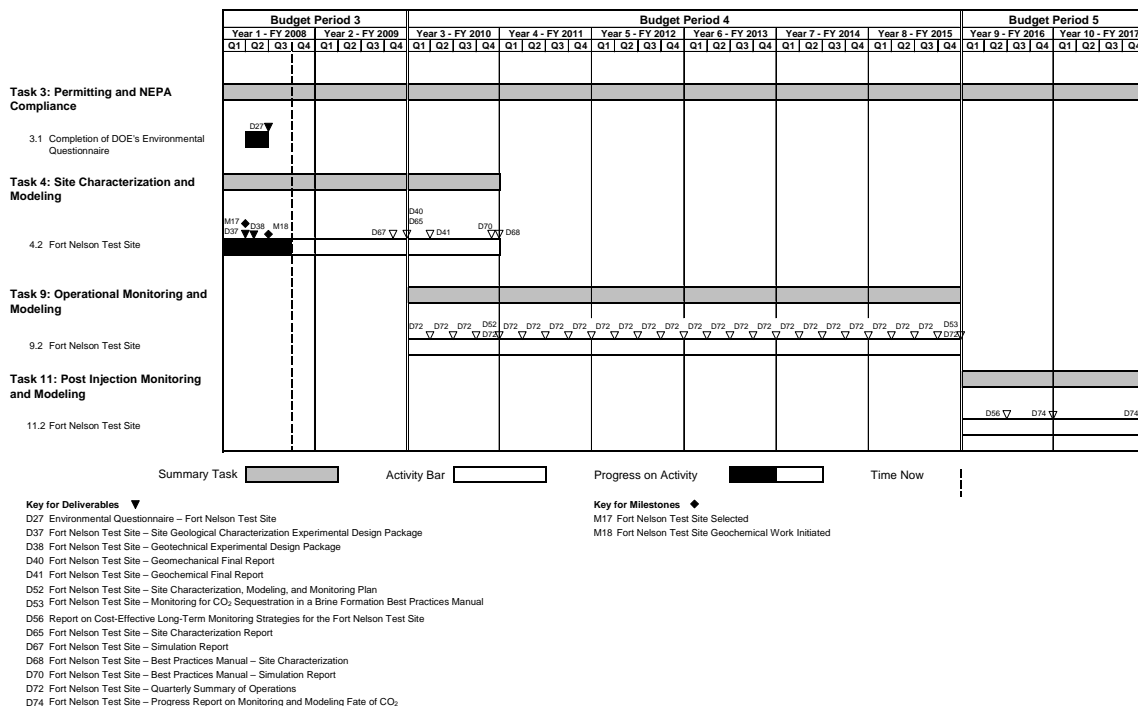 Budget Period 3 Budget Period 4 Budget Period 5
Year 1 - FY 2008 Year 2 - FY 2009 Year 3 - FY 2010 Year 4 - FY 2011 Year 5 - FY 2012 Year 6 - FY 2013 Year 7 - FY 2014 Year 8 - FY 2015 Year 9 - FY 2016 Year 10 - FY 2017
Q1 Q2 Q3 Q4 Q1 Q2 Q3 Q4 Q1 Q2 Q3 Q4 Q1 Q2 Q3 Q4 Q1 Q2 Q3 Q4 Q1 Q2 Q3 Q4 Q1 Q2 Q3 Q4 Q1 Q2 Q3 Q4 Q1 Q2 Q3 Q4 Q1 Q2 Q3 Q4
Task 3: Permitting and NEPA
Compliance
D27
3.1 Completion of DOE's Environmental
Questionnaire
Task 4: Site Characterization and
Modeling
D40
M17 D65
D37 D38 M18 D67 D41 D70 D68
4.2 Fort Nelson Test Site
Task 9: Operational Monitoring and
Modeling
D72 D72 D72 D52 D72 D72 D72 D72 D72 D72 D72 D72 D72 D72 D72 D72 D72 D72 D72 D72 D72 D72 D72 D53
D72 D72
9.2 Fort Nelson Test Site
Task 11: Post Injection Monitoring
and Modeling
D56 D74 D74
11.2 Fort Nelson Test Site
Summary Task Activity Bar Progress on Activity Time Now
Key for Deliverables
D27 Environmental Questionnaire – Fort Nelson Test Site
D37 Fort Nelson Test Site – Site Geological Characterization Experimental Design Package
D38 Fort Nelson Test Site – Geotechnical Experimental Design Package
D40 Fort Nelson Test Site – Geomechanical Final Report
D41 Fort Nelson Test Site – Geochemical Final Report
D52 Fort Nelson Test Site – Site Characterization, Modeling, and Monitoring Plan
D53 Fort Nelson Test Site – Monitoring for CO₂ Sequestration in a Brine Formation Best Practices Manual
D56 Report on Cost-Effective Long-Term Monitoring Strategies for the Fort Nelson Test Site
D65 Fort Nelson Test Site – Site Characterization Report
D67 Fort Nelson Test Site – Simulation Report
D68 Fort Nelson Test Site – Best Practices Manual – Site Characterization
D70 Fort Nelson Test Site – Best Practices Manual – Simulation Report
D72 Fort Nelson Test Site – Quarterly Summary of Operations
D74 Fort Nelson Test Site – Progress Report on Monitoring and Modeling Fate of CO₂
Key for Milestones
M17 Fort Nelson Test Site Selected
M18 Fort Nelson Test Site Geochemical Work Initiated